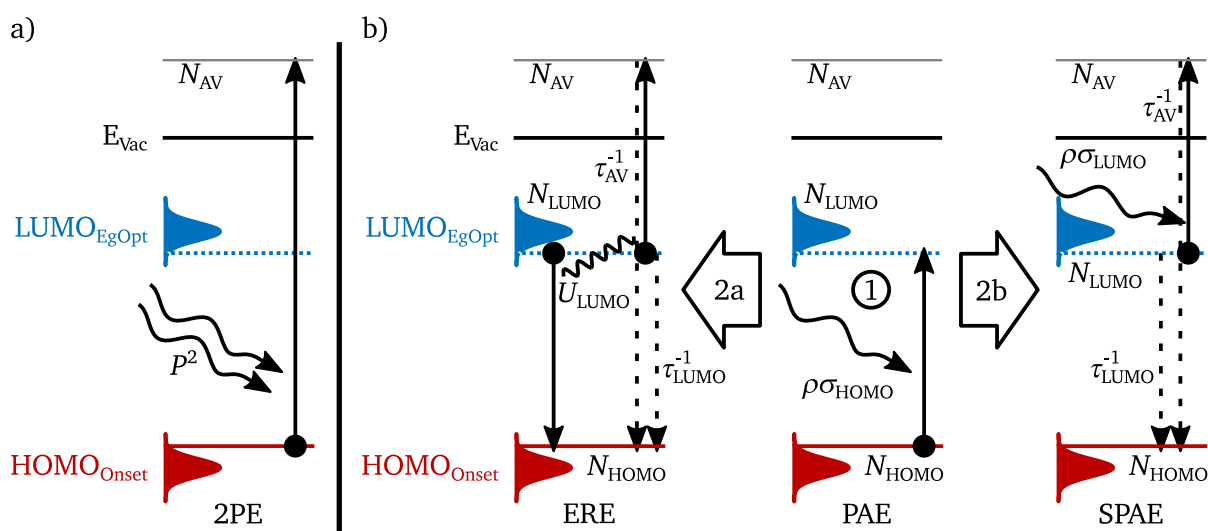 a)
b)
N_AV
N_AV
N_AV
N_AV
E_Vac
E_Vac
τ_AV^-1
τ_AV^-1
ρσ_LUMO
N_LUMO
N_LUMO
LUMO_EgOpt
LUMO_EgOpt
N_LUMO
U_LUMO
2a
1
2b
P^2
τ_LUMO^-1
ρσ_HOMO
τ_LUMO^-1
HOMO_Onset
HOMO_Onset
N_HOMO
N_HOMO
N_HOMO
2PE
ERE
PAE
SPAE